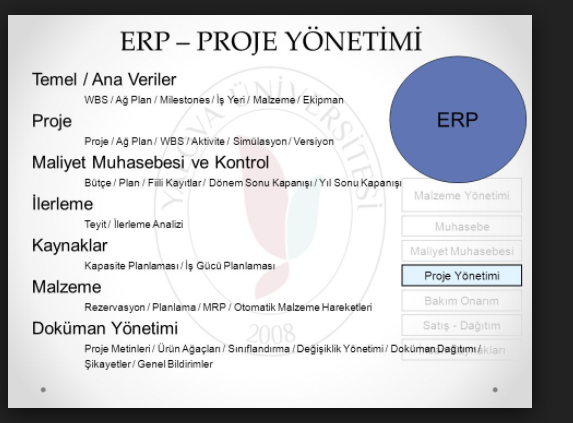 ERP – PROJE YÖNETİMİ
Temel / Ana Veriler
WBS / Ağ Plan / Milestones / İş Yeri / Malzeme / Ekipman
Proje
Proje / Ağ Plan / WBS / Aktivite / Simülasyon / Versiyon
Maliyet Muhasebesi ve Kontrol
Bütçe / Plan / Fiili Kayıtlar / Dönem Sonu Kapanışı / Yıl Sonu Kapanışı
İlerleme
Teyit / İlerleme Analizi
Kaynaklar
Kapasite Planlaması / İş Gücü Planlaması
Malzeme
Rezervasyon / Planlama / MRP / Otomatik Malzeme Hareketleri
Doküman Yönetimi
Proje Metinleri / Ürün Ağaçları / Sınıflandırma / Değişiklik Yönetimi / Doküman Dağıtımı /
Şikayetler / Genel Bildirimler
ERP
Malzeme Yönetimi
Muhasebe
Maliyet Muhasebesi
Proje Yönetimi
Bakım Onarım
Satış - Dağıtım
YALOVA ÜNİVERSİTESİ
2008